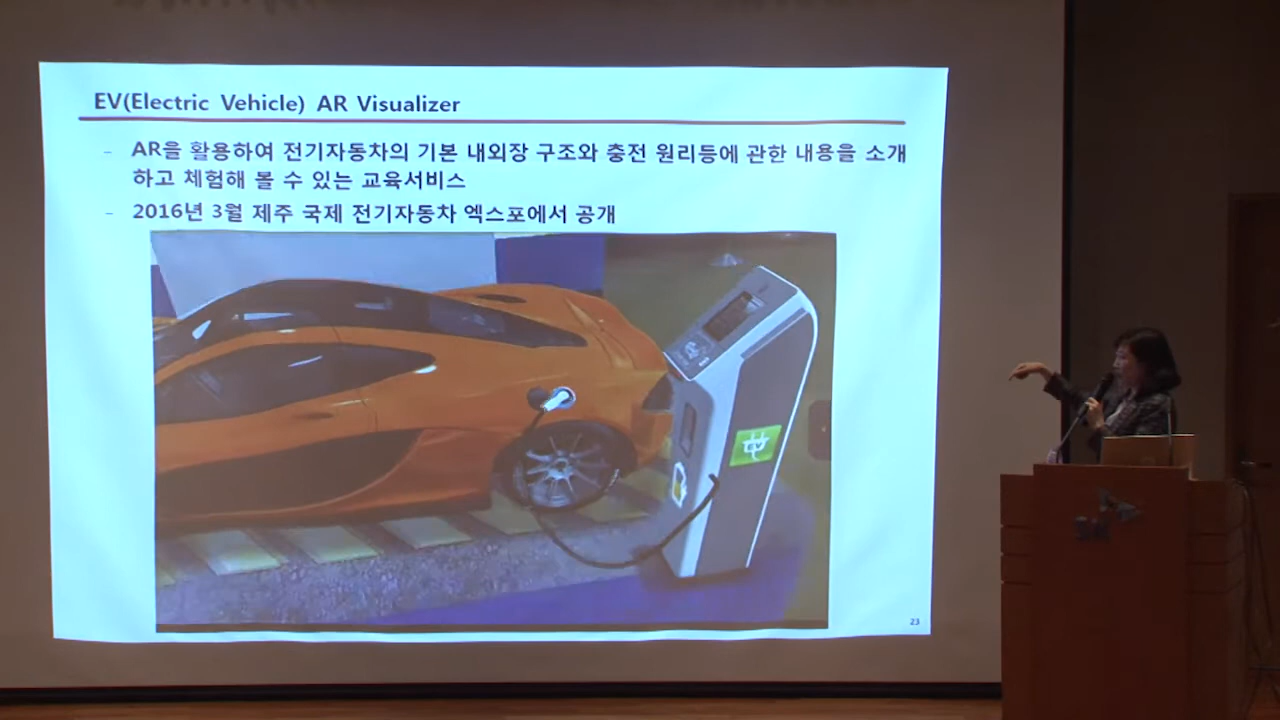 EV(Electric Vehicle) AR Visualizer
– AR을 활용하여 전기자동차의 기본 내외장 구조와 충전 원리등에 관한 내용을 소개
하고 체험해 볼 수 있는 교육서비스
– 2016년 3월 제주 국제 전기자동차 엑스포에서 공개
EV
23